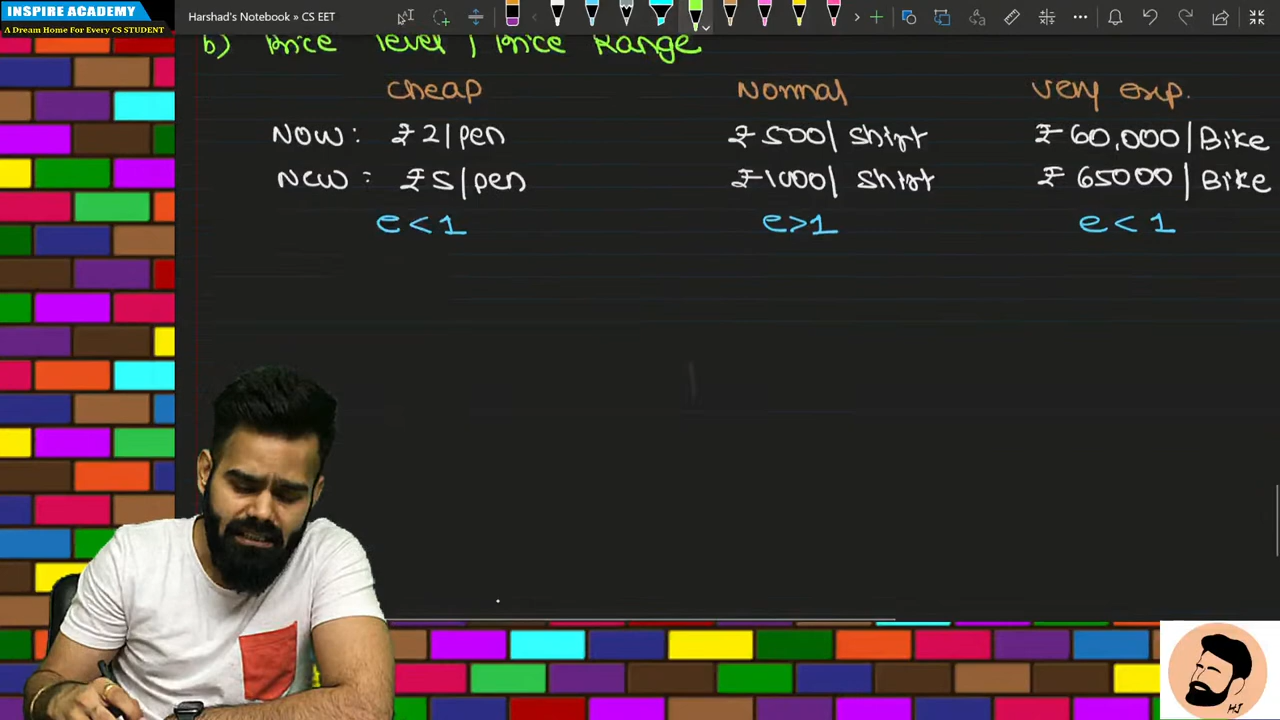 INSPIRE ACADEMY
A Dream Home For Every CS STUDENT
Harshad's Notebook » CS EET
b) Price level | Price Range
cheap Normal very exp.
NOW: ₹2/pen ₹500/ shirt ₹60,000/Bike
New: ₹5/pen ₹1000/ shirt ₹65000/Bike
e<1 e>1 e<1
HJ